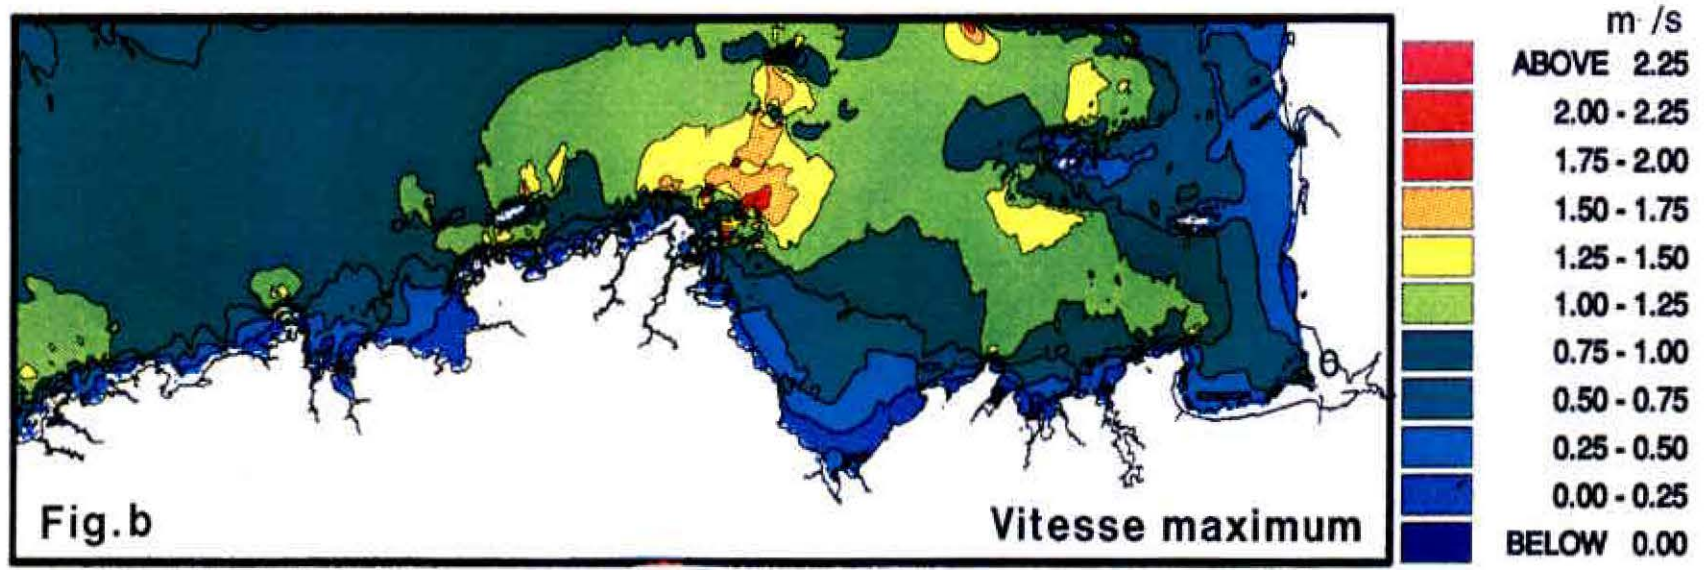 m /s
ABOVE 2.25
2.00 - 2.25
1.75 - 2.00
1.50 - 1.75
1.25 - 1.50
1.00 - 1.25
0.75 - 1.00
0.50 - 0.75
0.25 - 0.50
0.00 - 0.25
BELOW 0.00
Fig.b
Vitesse maximum